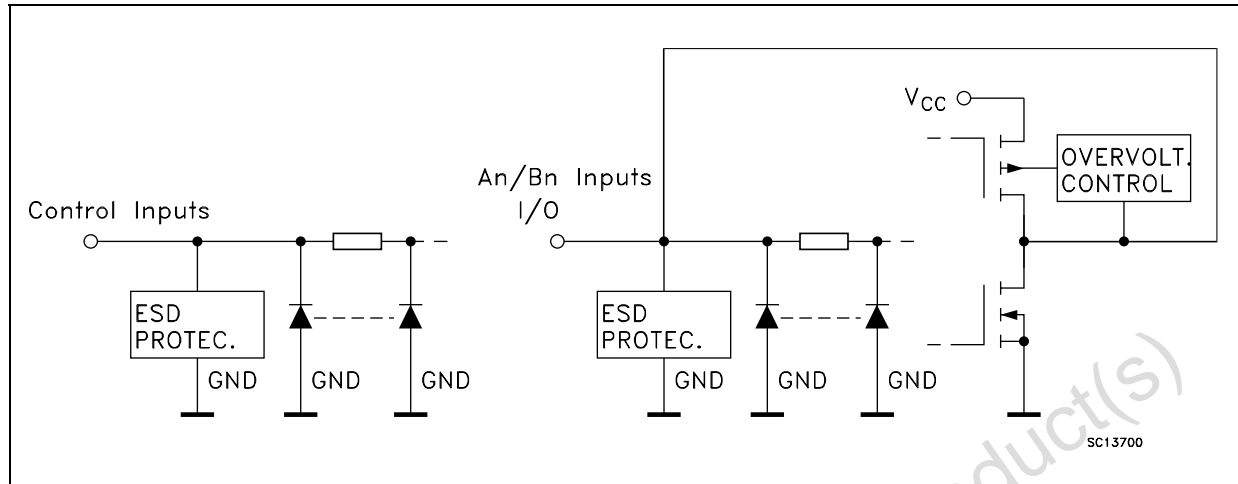 Control Inputs
ESD
PROTEC.
GND
GND
GND
An/Bn Inputs
I/O
ESD
PROTEC.
GND
GND
GND
VCC
OVERVOLT.
CONTROL
SC13700